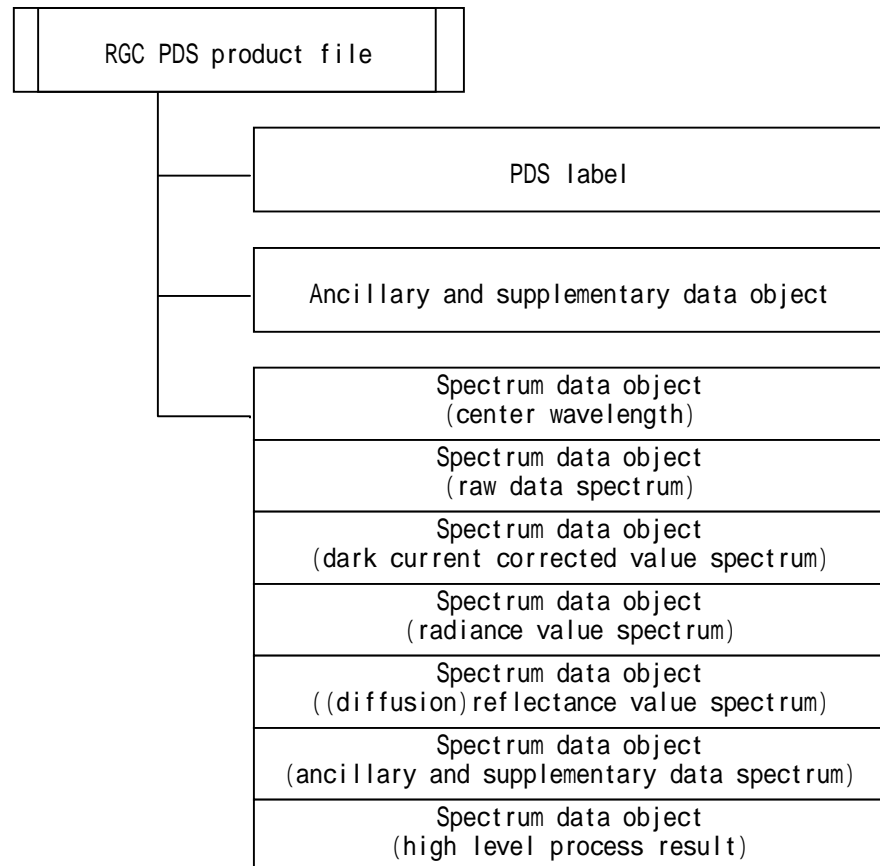 RGC PDS product file
PDS label
Ancillary and supplementary data object
Spectrum data object
(center wavelength)
Spectrum data object
(raw data spectrum)
Spectrum data object
(dark current corrected value spectrum)
Spectrum data object
(radiance value spectrum)
Spectrum data object
((diffusion)reflectance value spectrum)
Spectrum data object
(ancillary and supplementary data spectrum)
Spectrum data object
(high level process result)